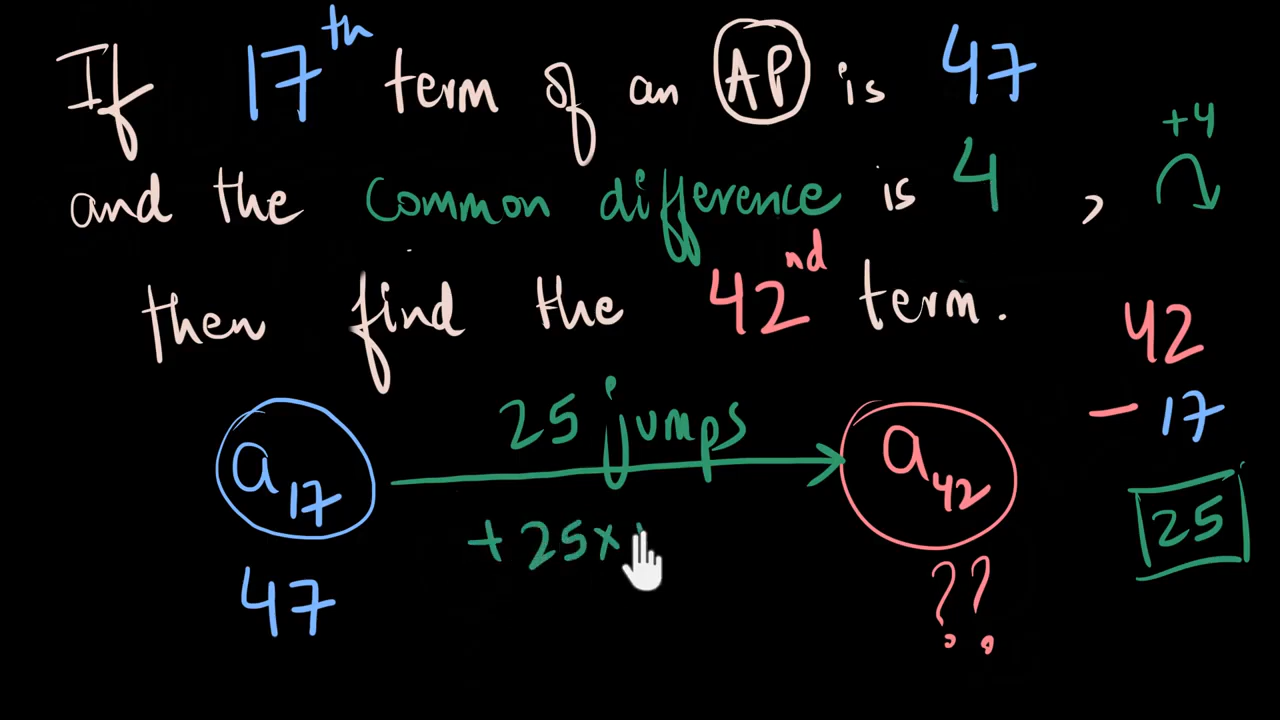 If 17th term of an AP is 47
and the common difference is 4 ,
+4
then find the 42nd term.
42
- 17
25
25 jumps
a17
a42
+ 25 ×
47
??